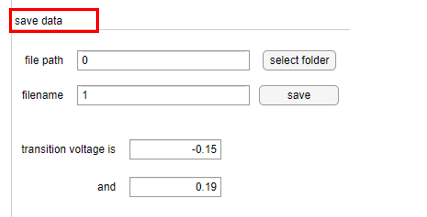 save data
file path 0 select folder
filename 1 save
transition voltage is -0.15
and 0.19